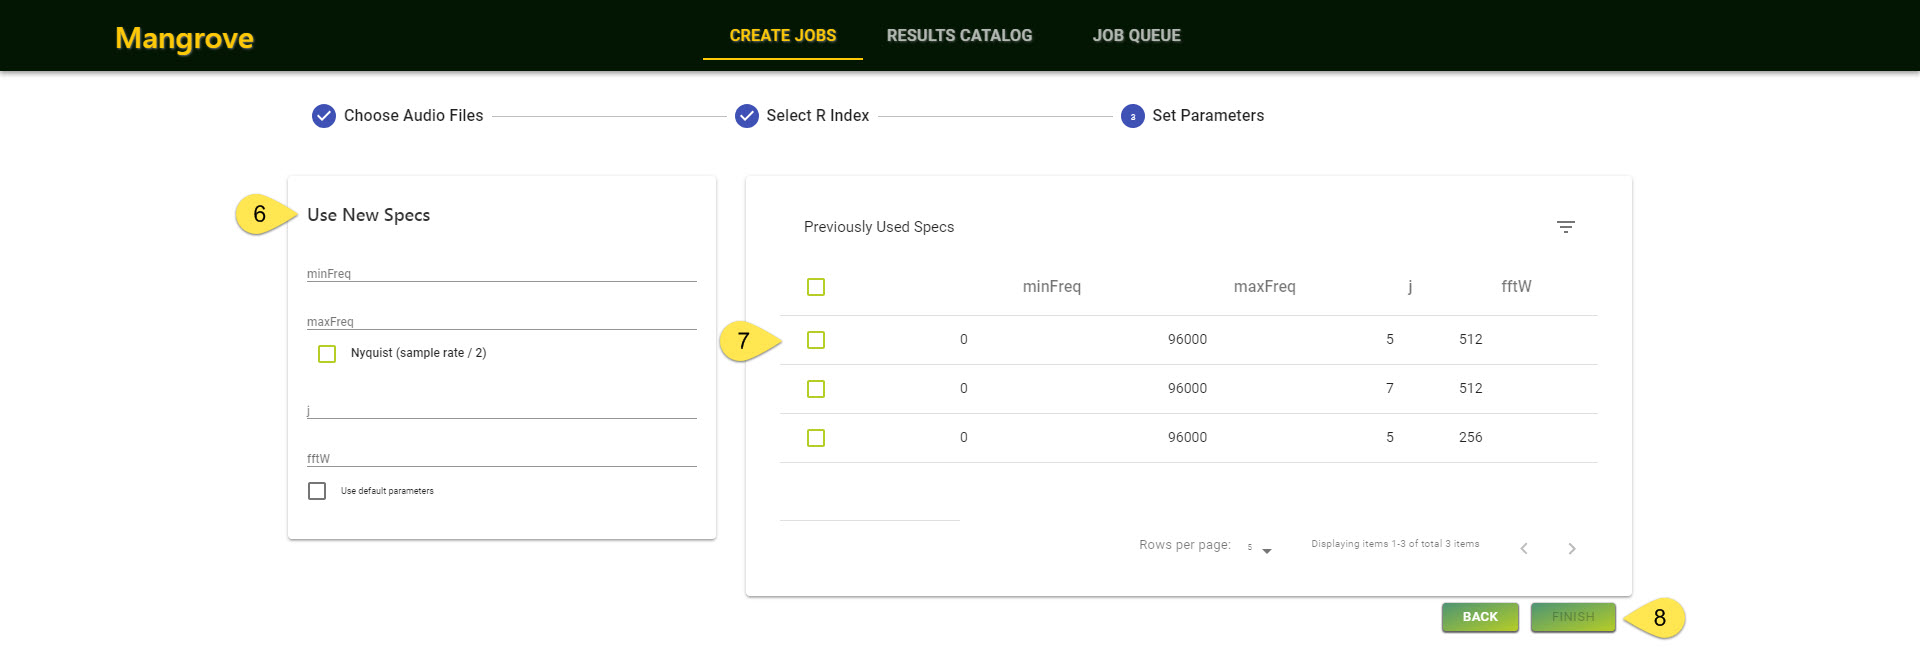 Mangrove
CREATE JOBS RESULTS CATALOG JOB QUEUE
Choose Audio Files Select R Index 3 Set Parameters
6 Use New Specs
minFreq
maxFreq
Nyquist (sample rate / 2)
j
fftW
Use default parameters
Previously Used Specs
minFreq maxFreq j fftW
7 0 96000 5 512
0 96000 7 512
0 96000 5 256
Rows per page: 5 Displaying items 1-3 of total 3 items
BACK FINISH 8